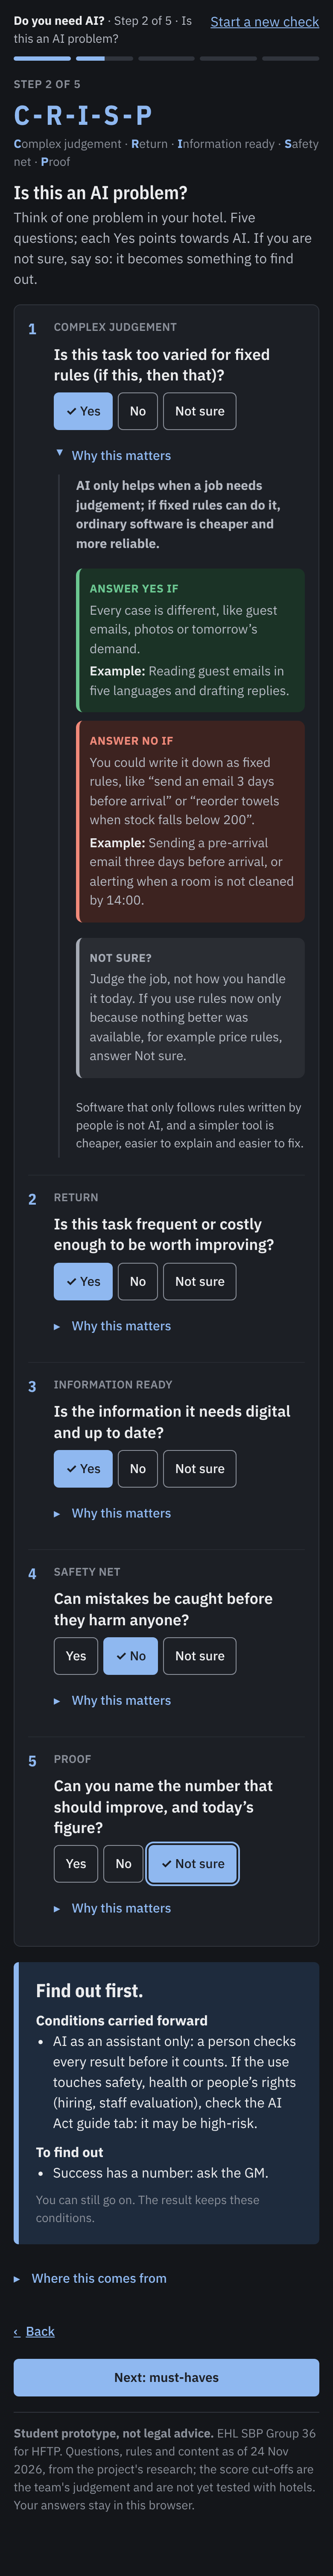 Do you need AI? · Step 2 of 5 · Is
this an AI problem?
Start a new check
STEP 2 OF 5
C-R-I-S-P
Complex judgement · Return · Information ready · Safety
net · Proof
Is this an AI problem?
Think of one problem in your hotel. Five
questions; each Yes points towards AI. If you are
not sure, say so: it becomes something to find
out.
1 COMPLEX JUDGEMENT
Is this task too varied for fixed
rules (if this, then that)?
✓ Yes No Not sure
▼ Why this matters
AI only helps when a job needs
judgement; if fixed rules can do it,
ordinary software is cheaper and
more reliable.
ANSWER YES IF
Every case is different, like guest
emails, photos or tomorrow’s
demand.
Example: Reading guest emails in
five languages and drafting replies.
ANSWER NO IF
You could write it down as fixed
rules, like “send an email 3 days
before arrival” or “reorder towels
when stock falls below 200”.
Example: Sending a pre-arrival
email three days before arrival, or
alerting when a room is not cleaned
by 14:00.
NOT SURE?
Judge the job, not how you handle
it today. If you use rules now only
because nothing better was
available, for example price rules,
answer Not sure.
Software that only follows rules written by
people is not AI, and a simpler tool is
cheaper, easier to explain and easier to fix.
2 RETURN
Is this task frequent or costly
enough to be worth improving?
✓ Yes No Not sure
▸ Why this matters
3 INFORMATION READY
Is the information it needs digital
and up to date?
✓ Yes No Not sure
▸ Why this matters
4 SAFETY NET
Can mistakes be caught before
they harm anyone?
Yes ✓ No Not sure
▸ Why this matters
5 PROOF
Can you name the number that
should improve, and today’s
figure?
Yes No ✓ Not sure
▸ Why this matters
Find out first.
Conditions carried forward
• AI as an assistant only: a person checks
every result before it counts. If the use
touches safety, health or people’s rights
(hiring, staff evaluation), check the AI
Act guide tab: it may be high-risk.
To find out
• Success has a number: ask the GM.
You can still go on. The result keeps these
conditions.
▸ Where this comes from
‹ Back
Next: must-haves
Student prototype, not legal advice. EHL SBP Group 36
for HFTP. Questions, rules and content as of 24 Nov
2026, from the project's research; the score cut-offs are
the team's judgement and are not yet tested with hotels.
Your answers stay in this browser.